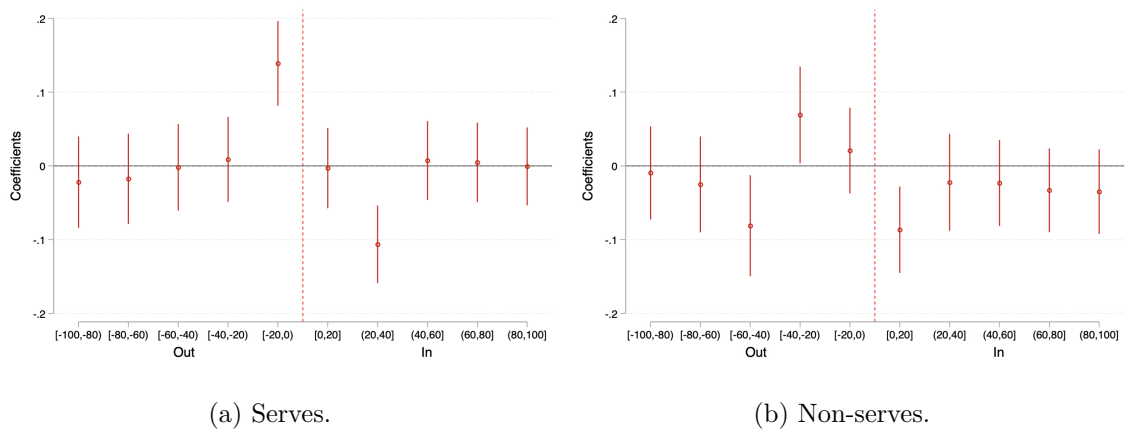 .2
.1
0
-.1
-.2
Coefficients
[-100,-80) [-80,-60) [-60,-40) [-40,-20) [-20,0) [0,20] (20,40] (40,60] (60,80] (80,100]
Out In
(a) Serves.
.2
.1
0
-.1
-.2
Coefficients
[-100,-80) [-80,-60) [-60,-40) [-40,-20) [-20,0) [0,20] (20,40] (40,60] (60,80] (80,100]
Out In
(b) Non-serves.